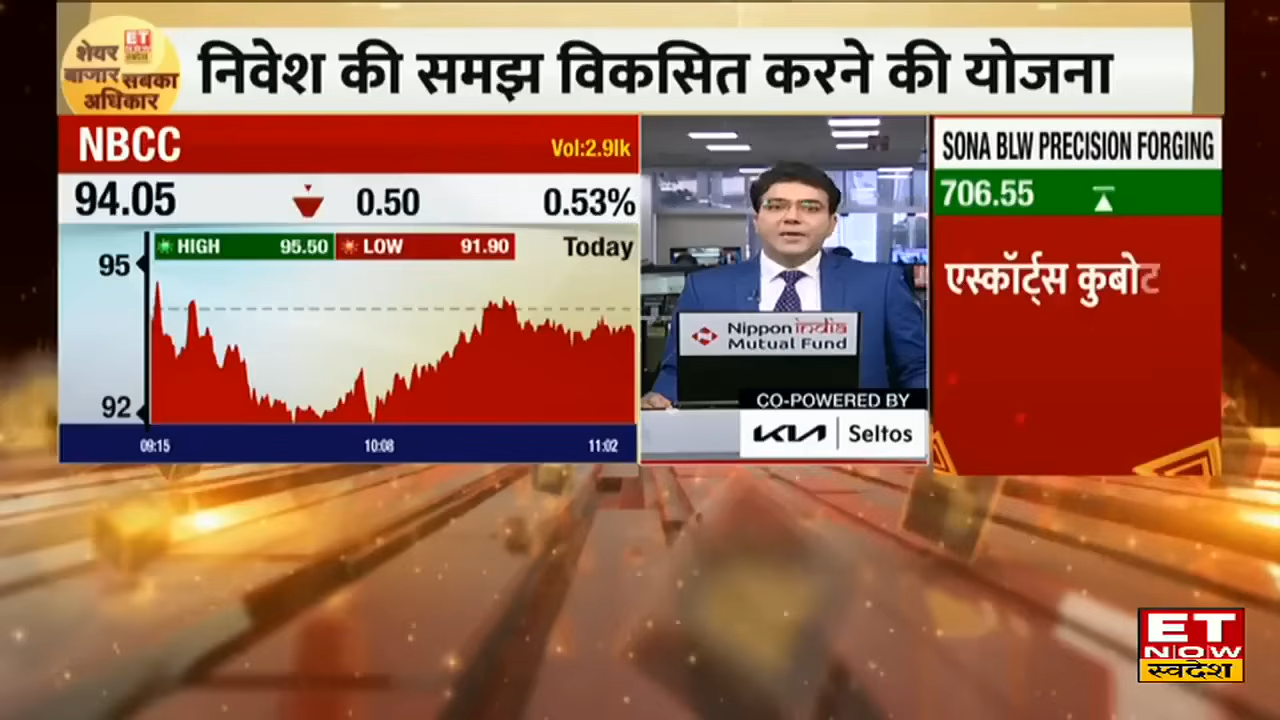 शेयर
बाजार सबका
अधिकार
ET
NOW
निवेश की समझ विकसित करने की योजना
NBCC
Vol:2.9lk
94.05 0.50 0.53%
HIGH 95.50 LOW 91.90 Today
95
92
09:15 10:08 11:02
Nippon india
Mutual Fund
CO-POWERED BY
KIA Seltos
SONA BLW PRECISION FORGING
706.55
एस्कॉर्ट्स कुबोट
ET
NOW
स्वदेश